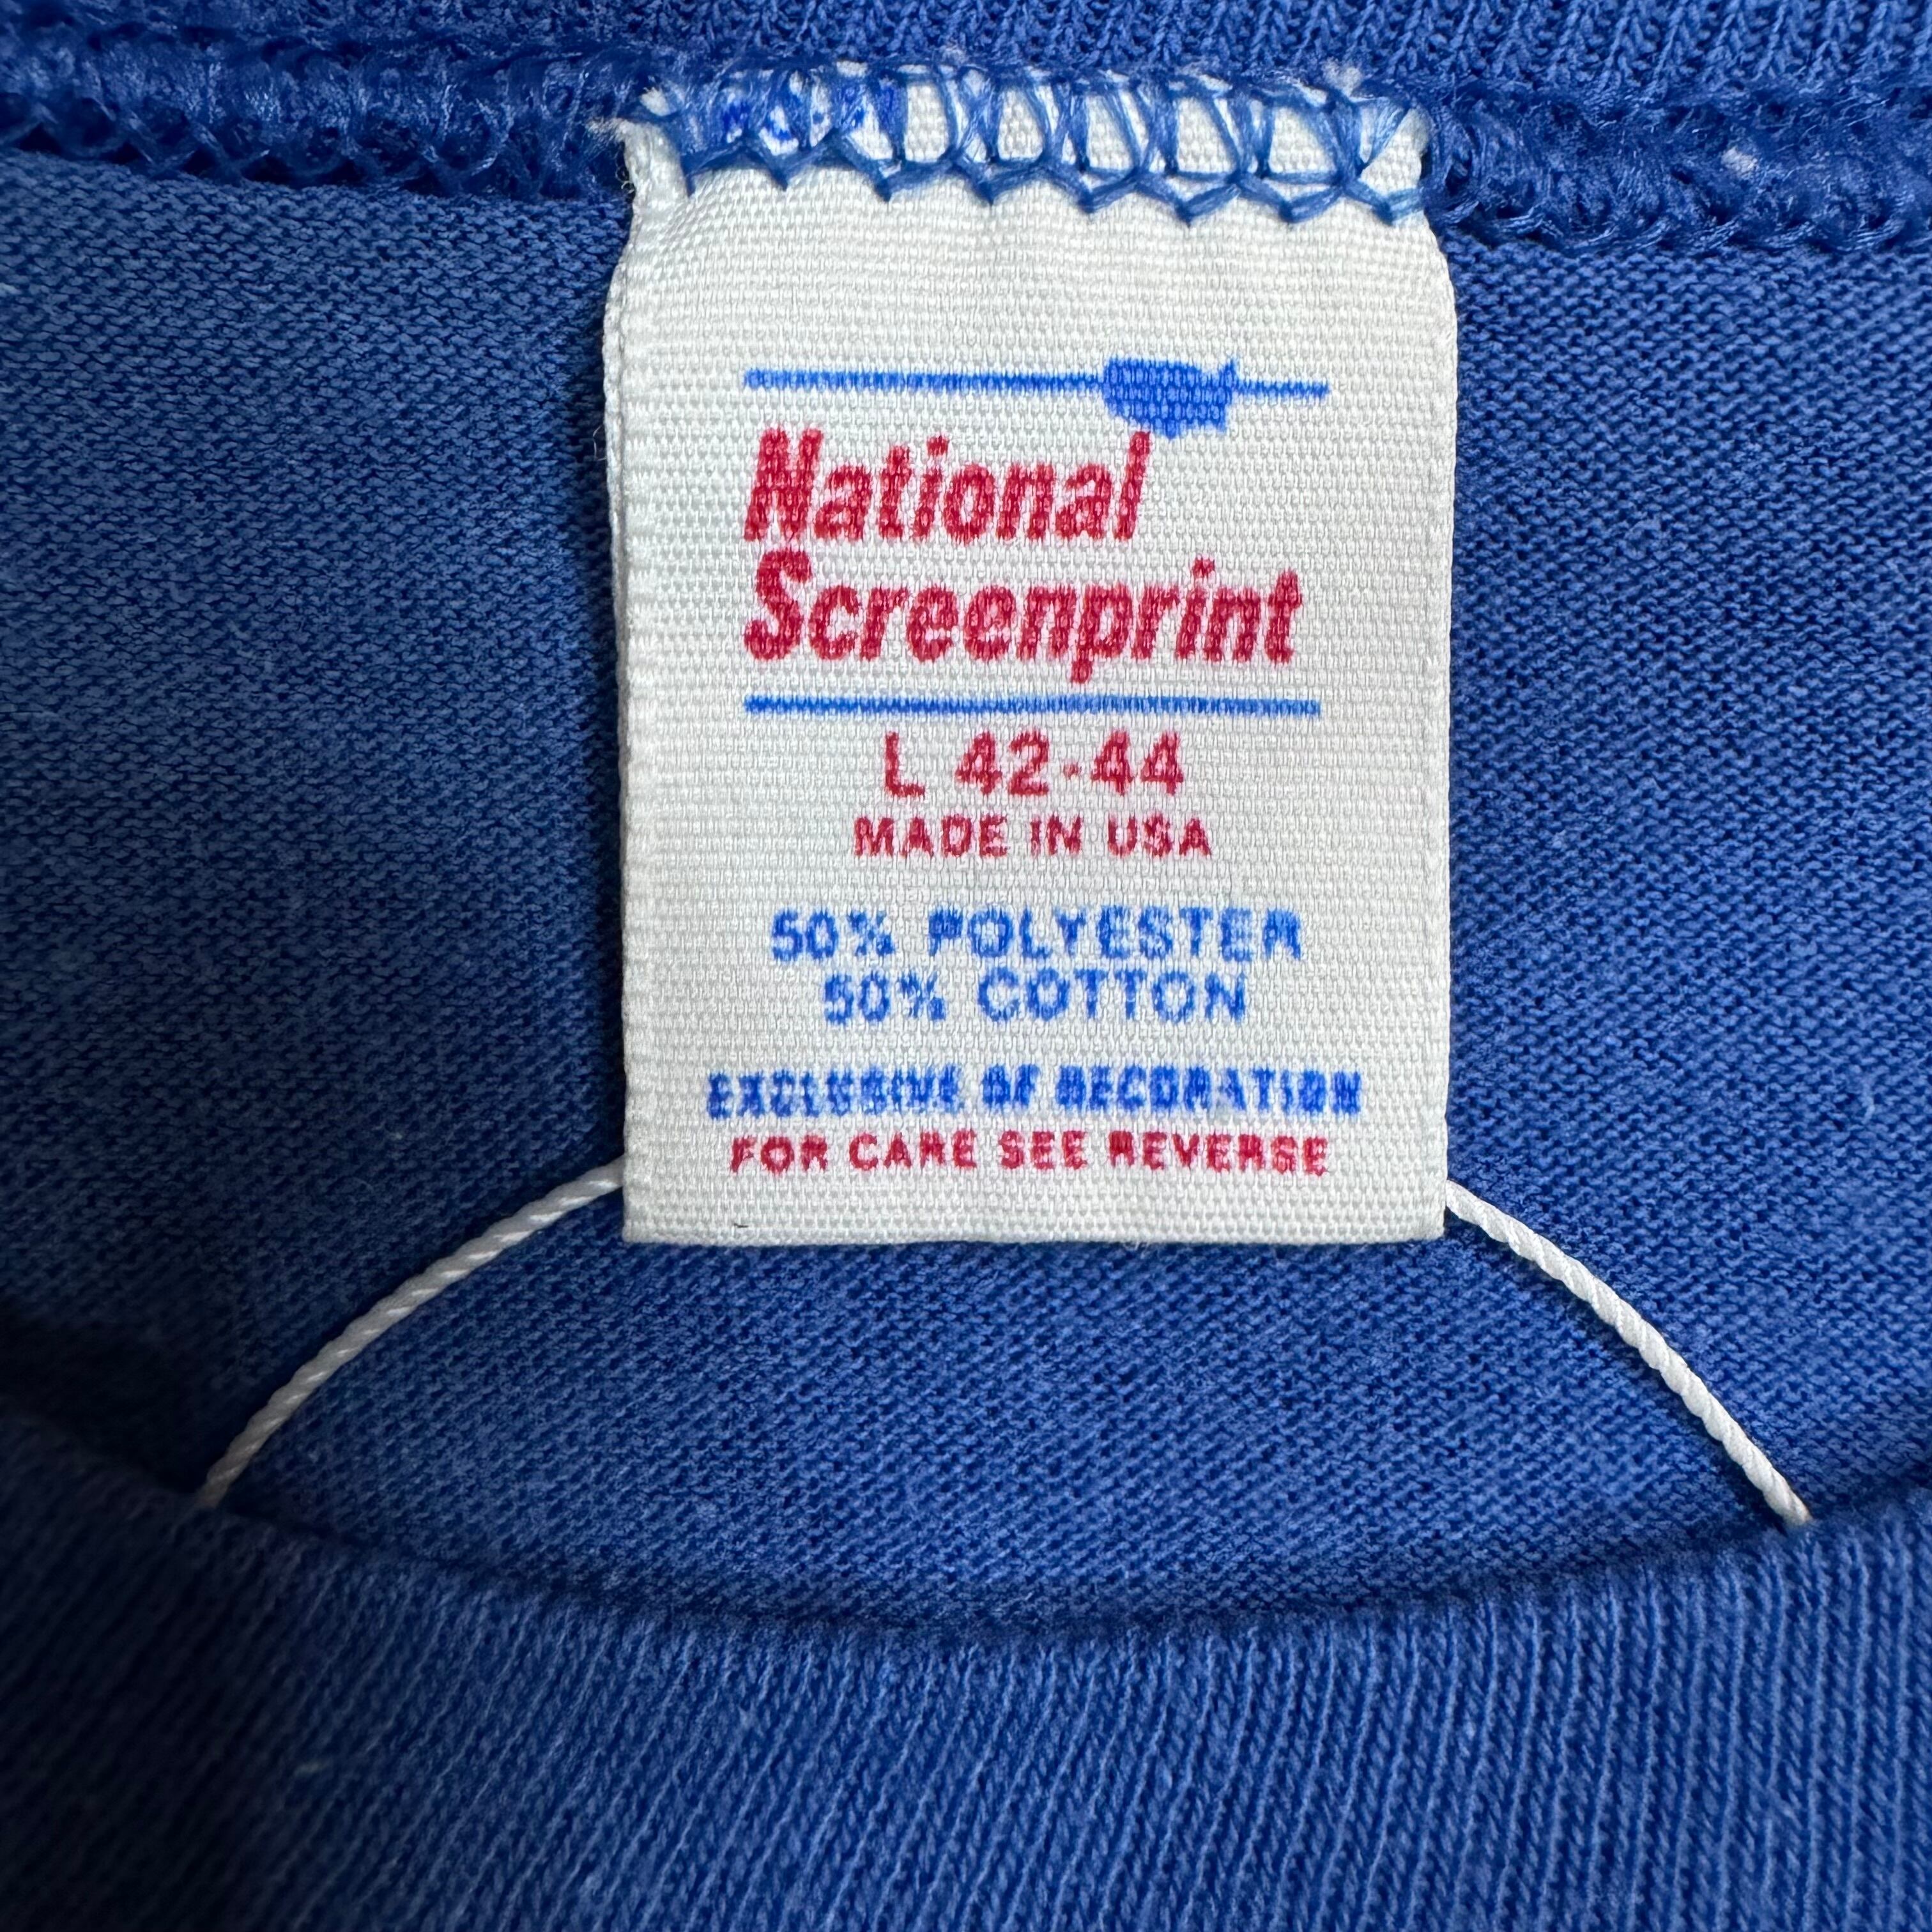 National
Screenprint
L 42-44
MADE IN USA
50% POLYESTER
50% COTTON
EXCLUSIVE OF DECORATION
FOR CARE SEE REVERSE